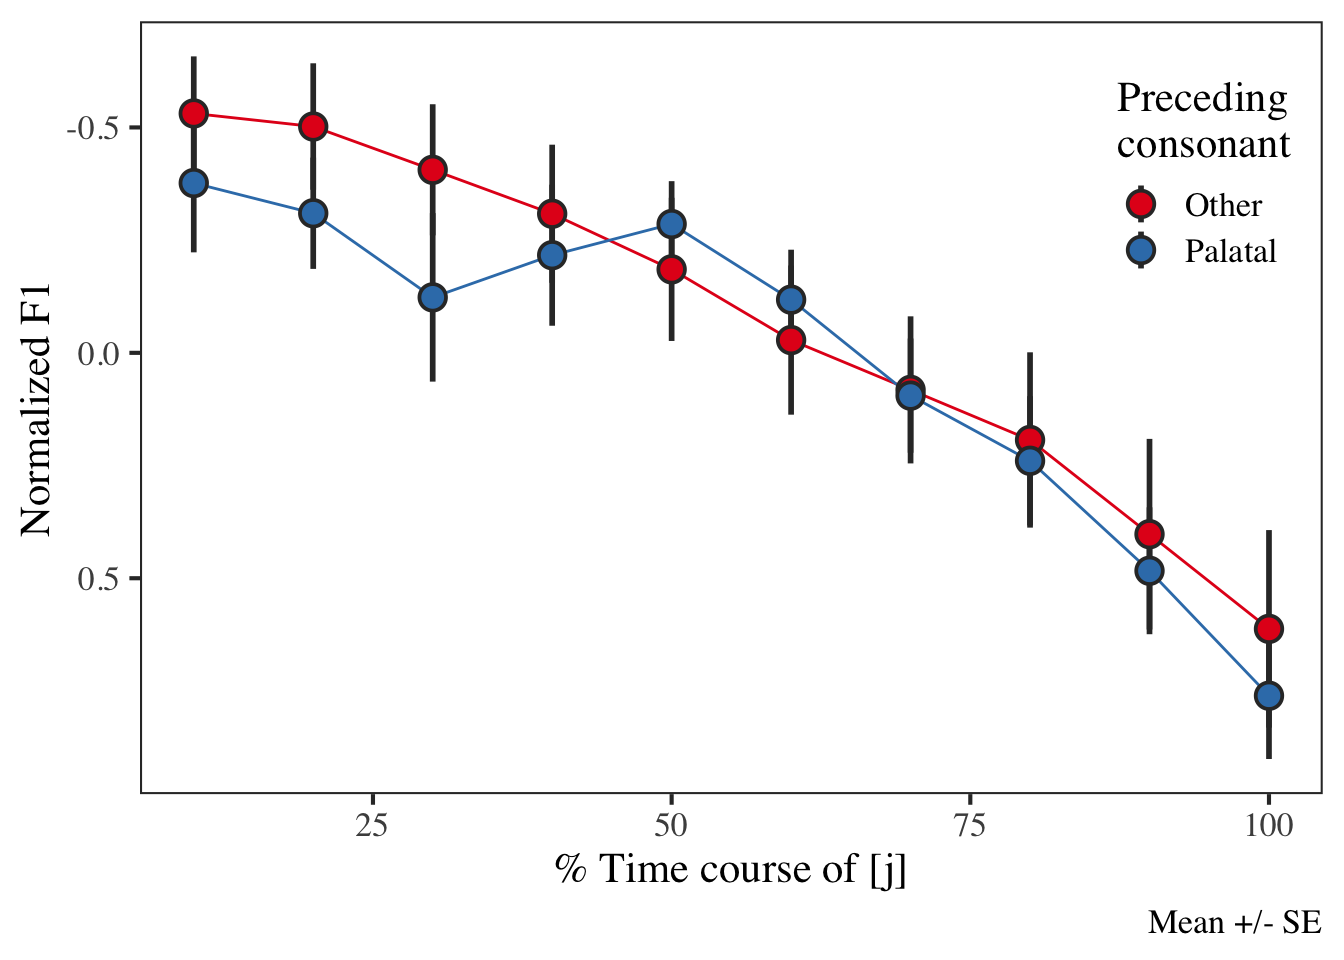 Preceding
consonant
Other
Palatal
Normalized F1
-0.5
0.0
0.5
25
50
75
100
% Time course of [j]
Mean +/- SE